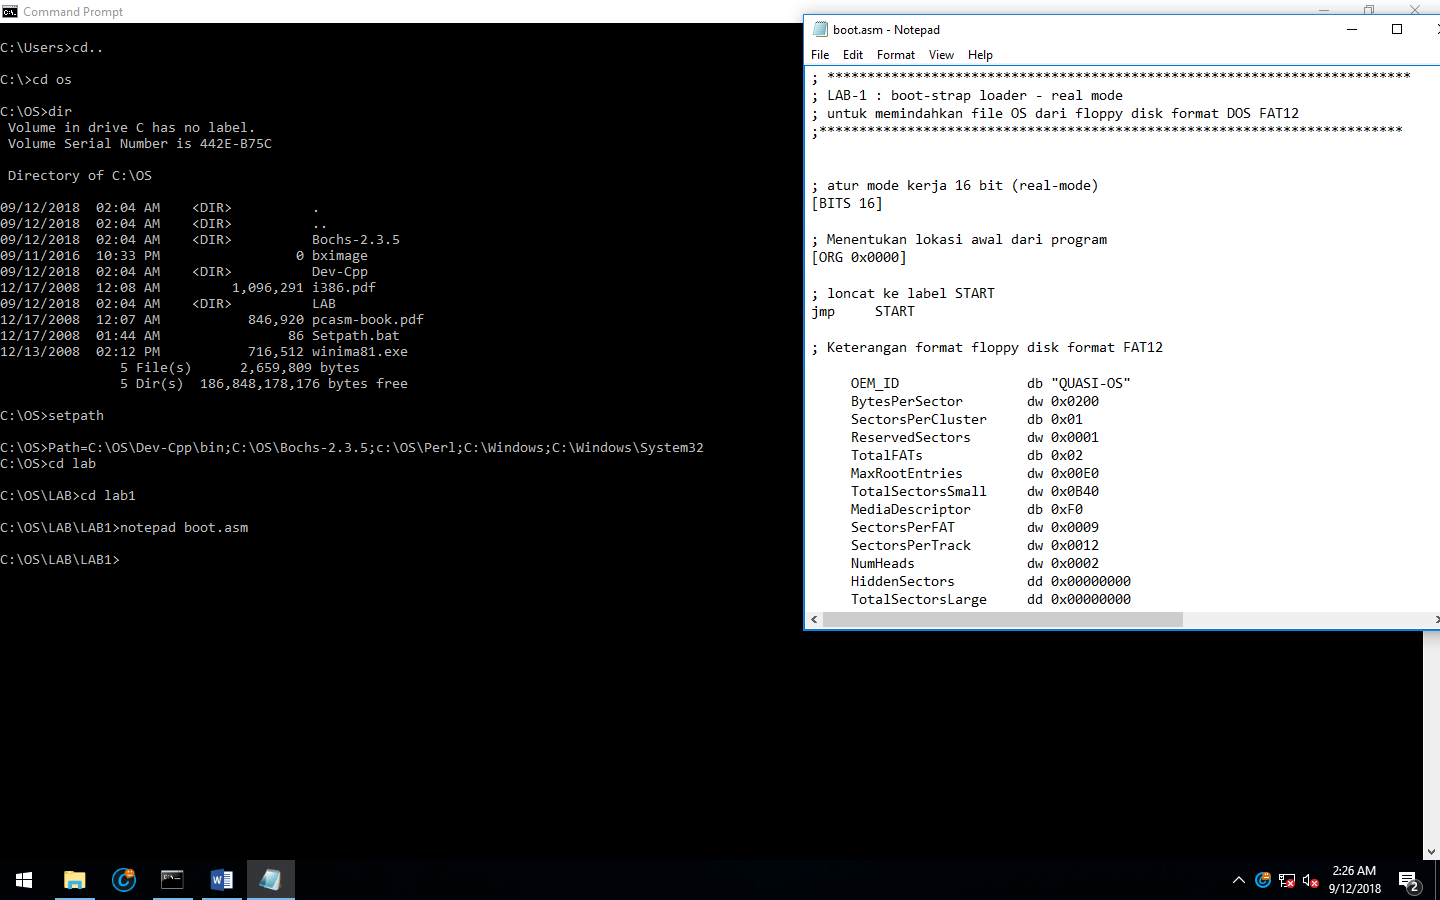 Command Prompt
C:\Users>cd..
C:\>cd os
C:\OS>dir
 Volume in drive C has no label.
 Volume Serial Number is 442E-B75C
 Directory of C:\OS
09/12/2018  02:04 AM    <DIR>          .
09/12/2018  02:04 AM    <DIR>          ..
09/12/2018  02:04 AM    <DIR>          Bochs-2.3.5
09/11/2016  10:33 PM                 0 bximage
09/12/2018  02:04 AM    <DIR>          Dev-Cpp
12/17/2008  12:08 AM         1,096,291 i386.pdf
09/12/2018  02:04 AM    <DIR>          LAB
12/17/2008  12:07 AM           846,920 pcasm-book.pdf
12/17/2008  01:44 AM                86 Setpath.bat
12/13/2008  02:12 PM           716,512 winima81.exe
               5 File(s)      2,659,809 bytes
               5 Dir(s)  186,848,178,176 bytes free
C:\OS>setpath
C:\OS>Path=C:\OS\Dev-Cpp\bin;C:\OS\Bochs-2.3.5;c:\OS\Perl;C:\Windows;C:\Windows\System32
C:\OS>cd lab
C:\OS\LAB>cd lab1
C:\OS\LAB\LAB1>notepad boot.asm
C:\OS\LAB\LAB1>
boot.asm - Notepad
File Edit Format View Help
; *************************************************************************
; LAB-1 : boot-strap loader - real mode
; untuk memindahkan file OS dari floppy disk format DOS FAT12
;*************************************************************************
; atur mode kerja 16 bit (real-mode)
[BITS 16]
; Menentukan lokasi awal dari program
[ORG 0x0000]
; loncat ke label START
jmp     START
; Keterangan format floppy disk format FAT12
     OEM_ID                db "QUASI-OS"
     BytesPerSector        dw 0x0200
     SectorsPerCluster     db 0x01
     ReservedSectors       dw 0x0001
     TotalFATs             db 0x02
     MaxRootEntries        dw 0x00E0
     TotalSectorsSmall     dw 0x0B40
     MediaDescriptor       db 0xF0
     SectorsPerFAT         dw 0x0009
     SectorsPerTrack       dw 0x0012
     NumHeads              dw 0x0002
     HiddenSectors         dd 0x00000000
     TotalSectorsLarge     dd 0x00000000
2:26 AM
9/12/2018
2